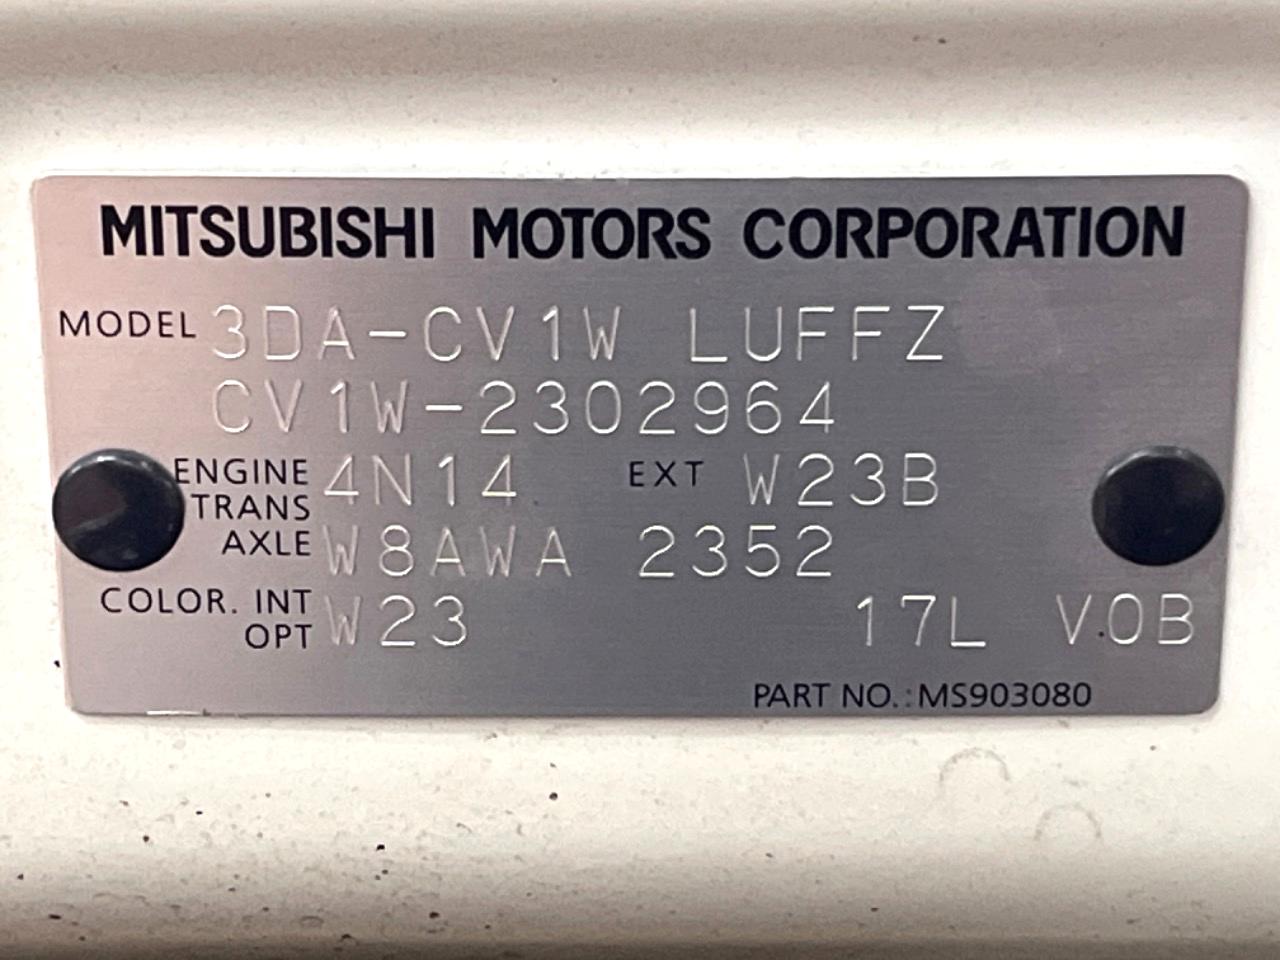 MITSUBISHI MOTORS CORPORATION
MODEL 3DA-CV1W LUFFZ
CV1W-2302964
ENGINE 4N14 EXT W23B
TRANS
AXLE W8AWA 2352
COLOR. INT W23 17L V.0B
OPT
PART NO.:MS903080